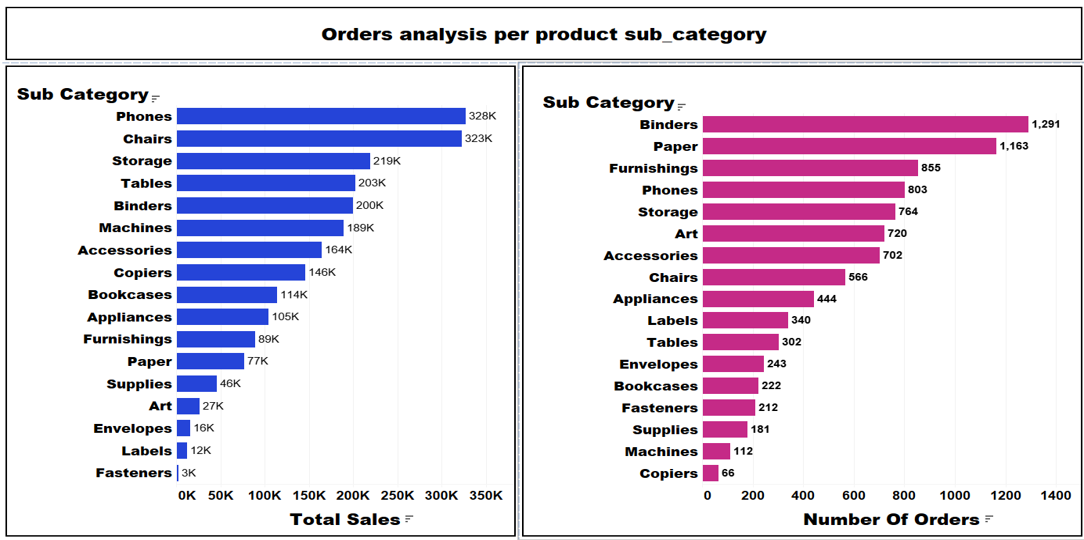 Orders analysis per product sub_category
Sub Category
Phones 328K
Chairs 323K
Storage 219K
Tables 203K
Binders 200K
Machines 189K
Accessories 164K
Copiers 146K
Bookcases 114K
Appliances 105K
Furnishings 89K
Paper 77K
Supplies 46K
Art 27K
Envelopes 16K
Labels 12K
Fasteners 3K
0K 50K 100K 150K 200K 250K 300K 350K
Total Sales
Sub Category
Binders 1,291
Paper 1,163
Furnishings 855
Phones 803
Storage 764
Art 720
Accessories 702
Chairs 566
Appliances 444
Labels 340
Tables 302
Envelopes 243
Bookcases 222
Fasteners 212
Supplies 181
Machines 112
Copiers 66
0 200 400 600 800 1000 1200 1400
Number Of Orders